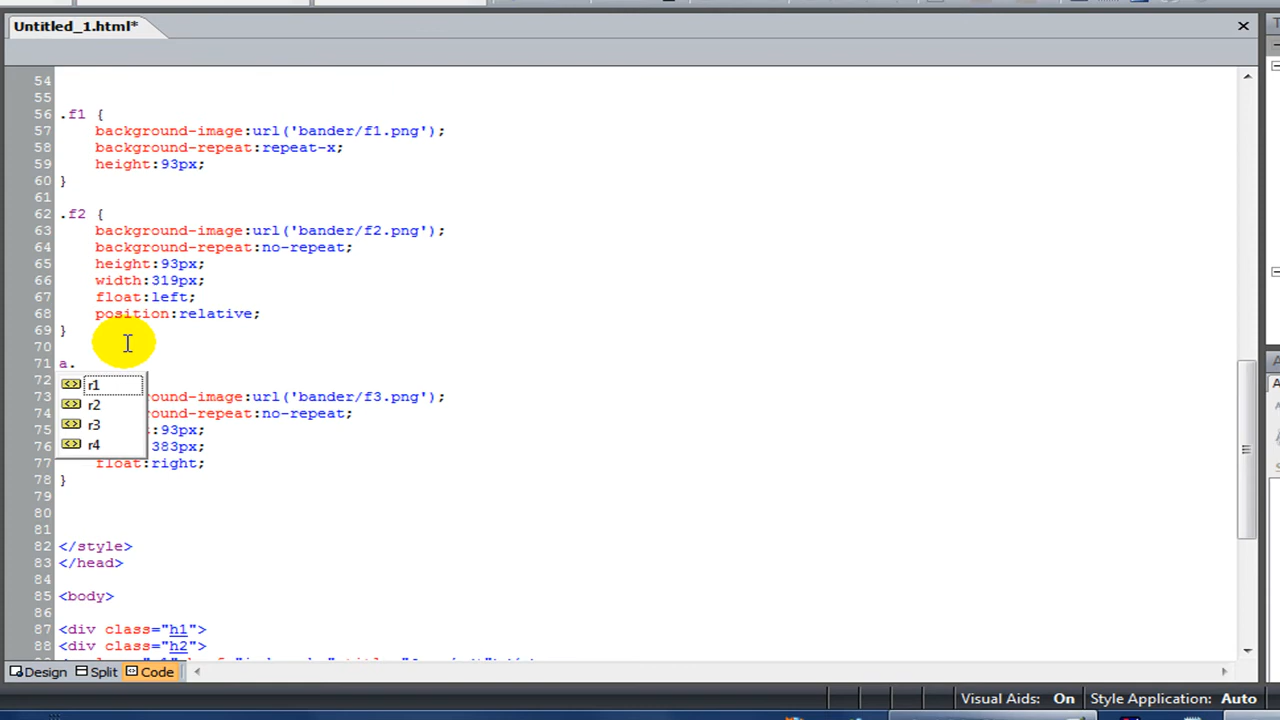 Untitled_1.html*
54
55
56 .f1 {
57 background-image:url('bander/f1.png');
58 background-repeat:repeat-x;
59 height:93px;
60 }
61
62 .f2 {
63 background-image:url('bander/f2.png');
64 background-repeat:no-repeat;
65 height:93px;
66 width:319px;
67 float:left;
68 position:relative;
69 }
70
71 a.
r1
r2
r3
r4
72
73 round-image:url('bander/f3.png');
74 round-repeat:no-repeat;
75 t:93px;
76 383px;
77 float:right;
78 }
79
80
81
82 </style>
83 </head>
84
85 <body>
86
87 <div class="h1">
88 <div class="h2">
Design Split Code
Visual Aids: On Style Application: Auto